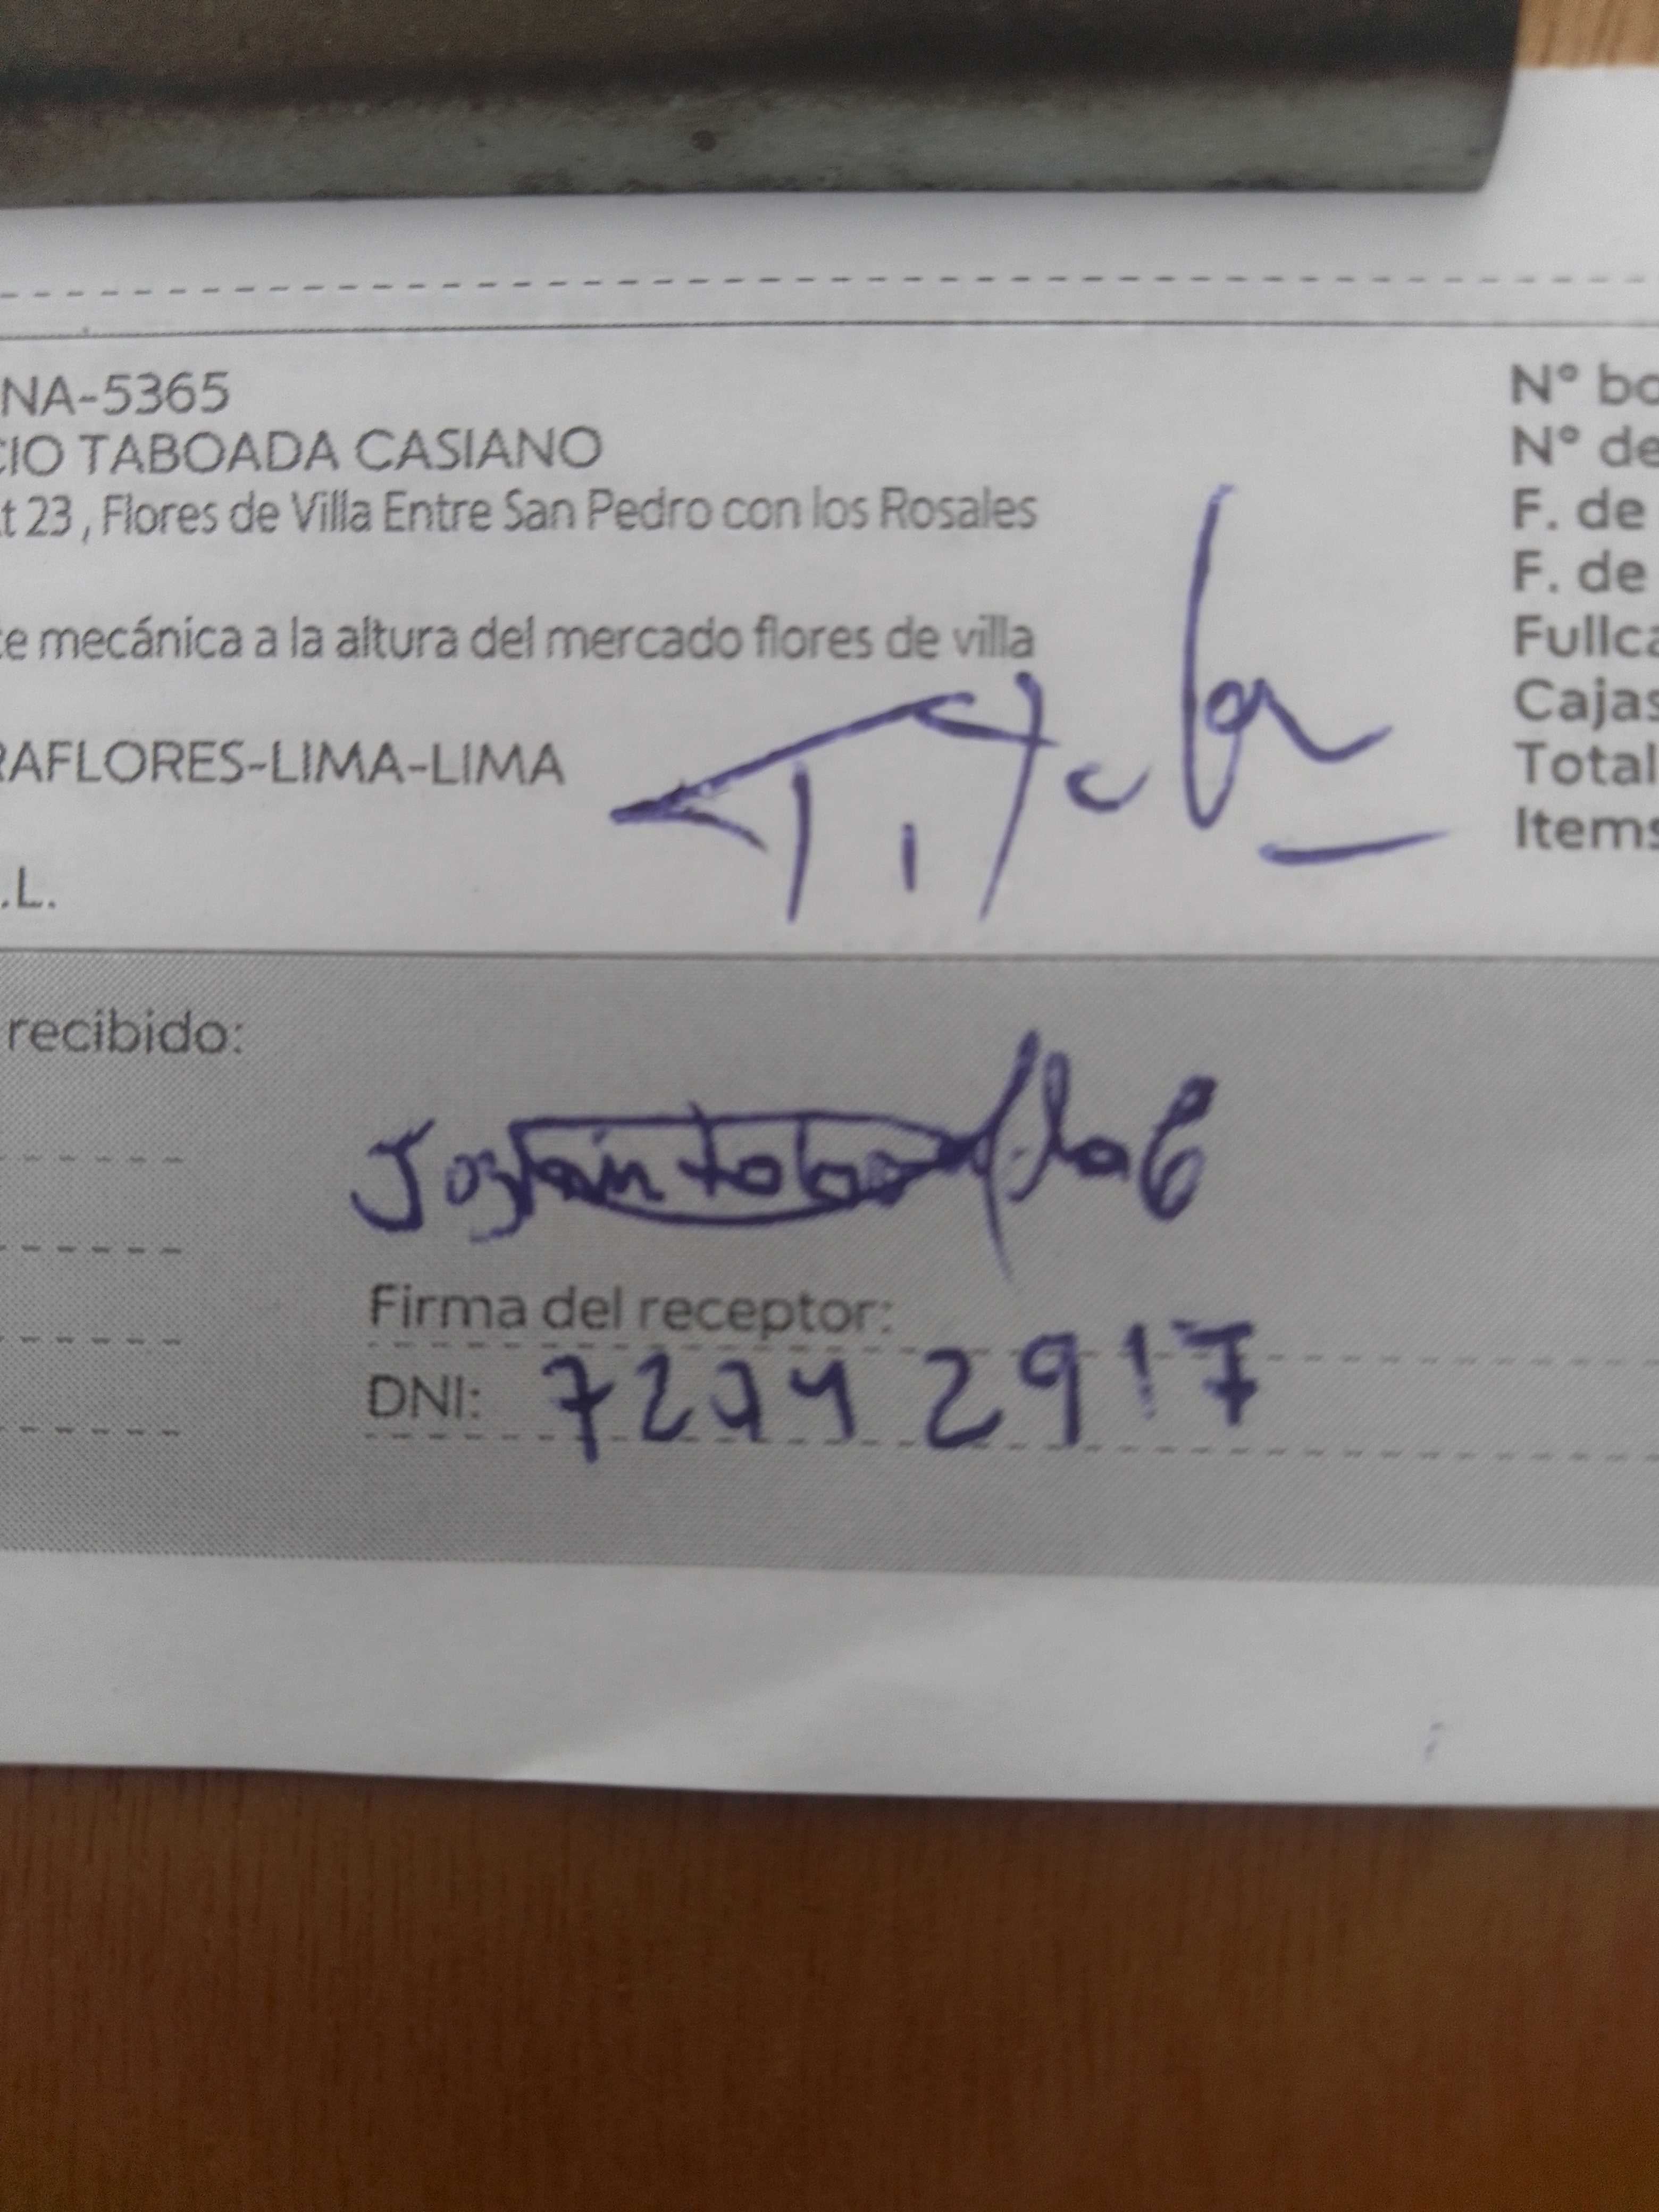 NA-5365
CIO TABOADA CASIANO
t 23 , Flores de Villa Entre San Pedro con los Rosales
te mecánica a la altura del mercado flores de villa
RAFLORES-LIMA-LIMA
.L.
N° bo
N° de
F. de
F. de
Fullca
Cajas
Total
Items
recibido:
Firma del receptor:
DNI: 72742917